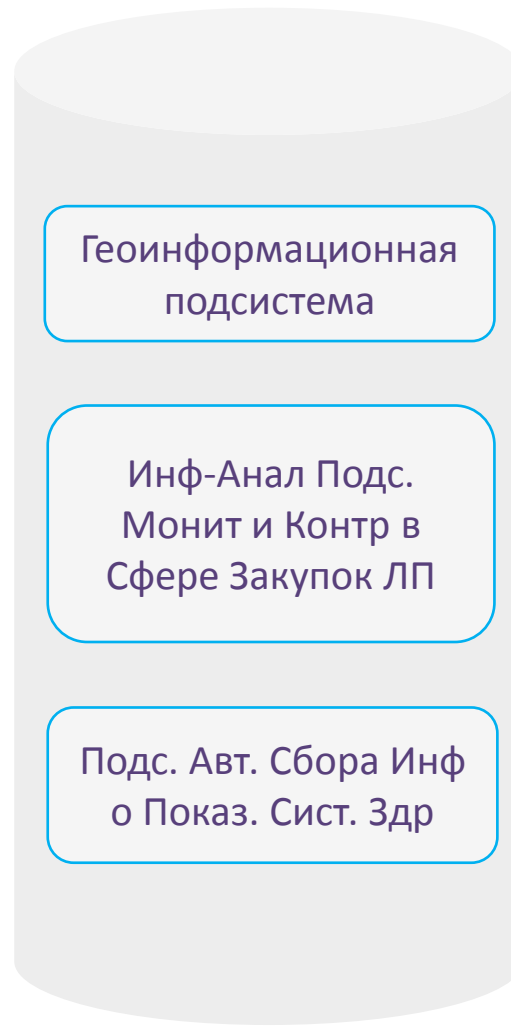 Геоинформационная
подсистема
Инф-Анал Подс.
Монит и Контр в
Сфере Закупок ЛП
Подс. Авт. Сбора Инф
о Показ. Сист. Здр